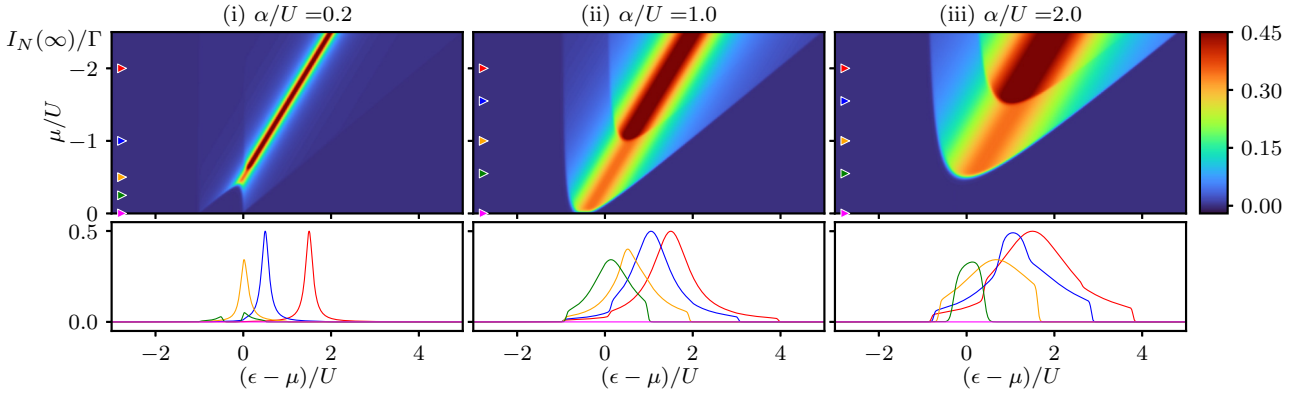 (i) α/U =0.2
(ii) α/U =1.0
(iii) α/U =2.0
I_N(∞)/Γ
−2
−1
0
μ/U
0.45
0.30
0.15
0.00
0.5
0.0
−2 0 2 4
−2 0 2 4
−2 0 2 4
(ϵ − μ)/U
(ϵ − μ)/U
(ϵ − μ)/U